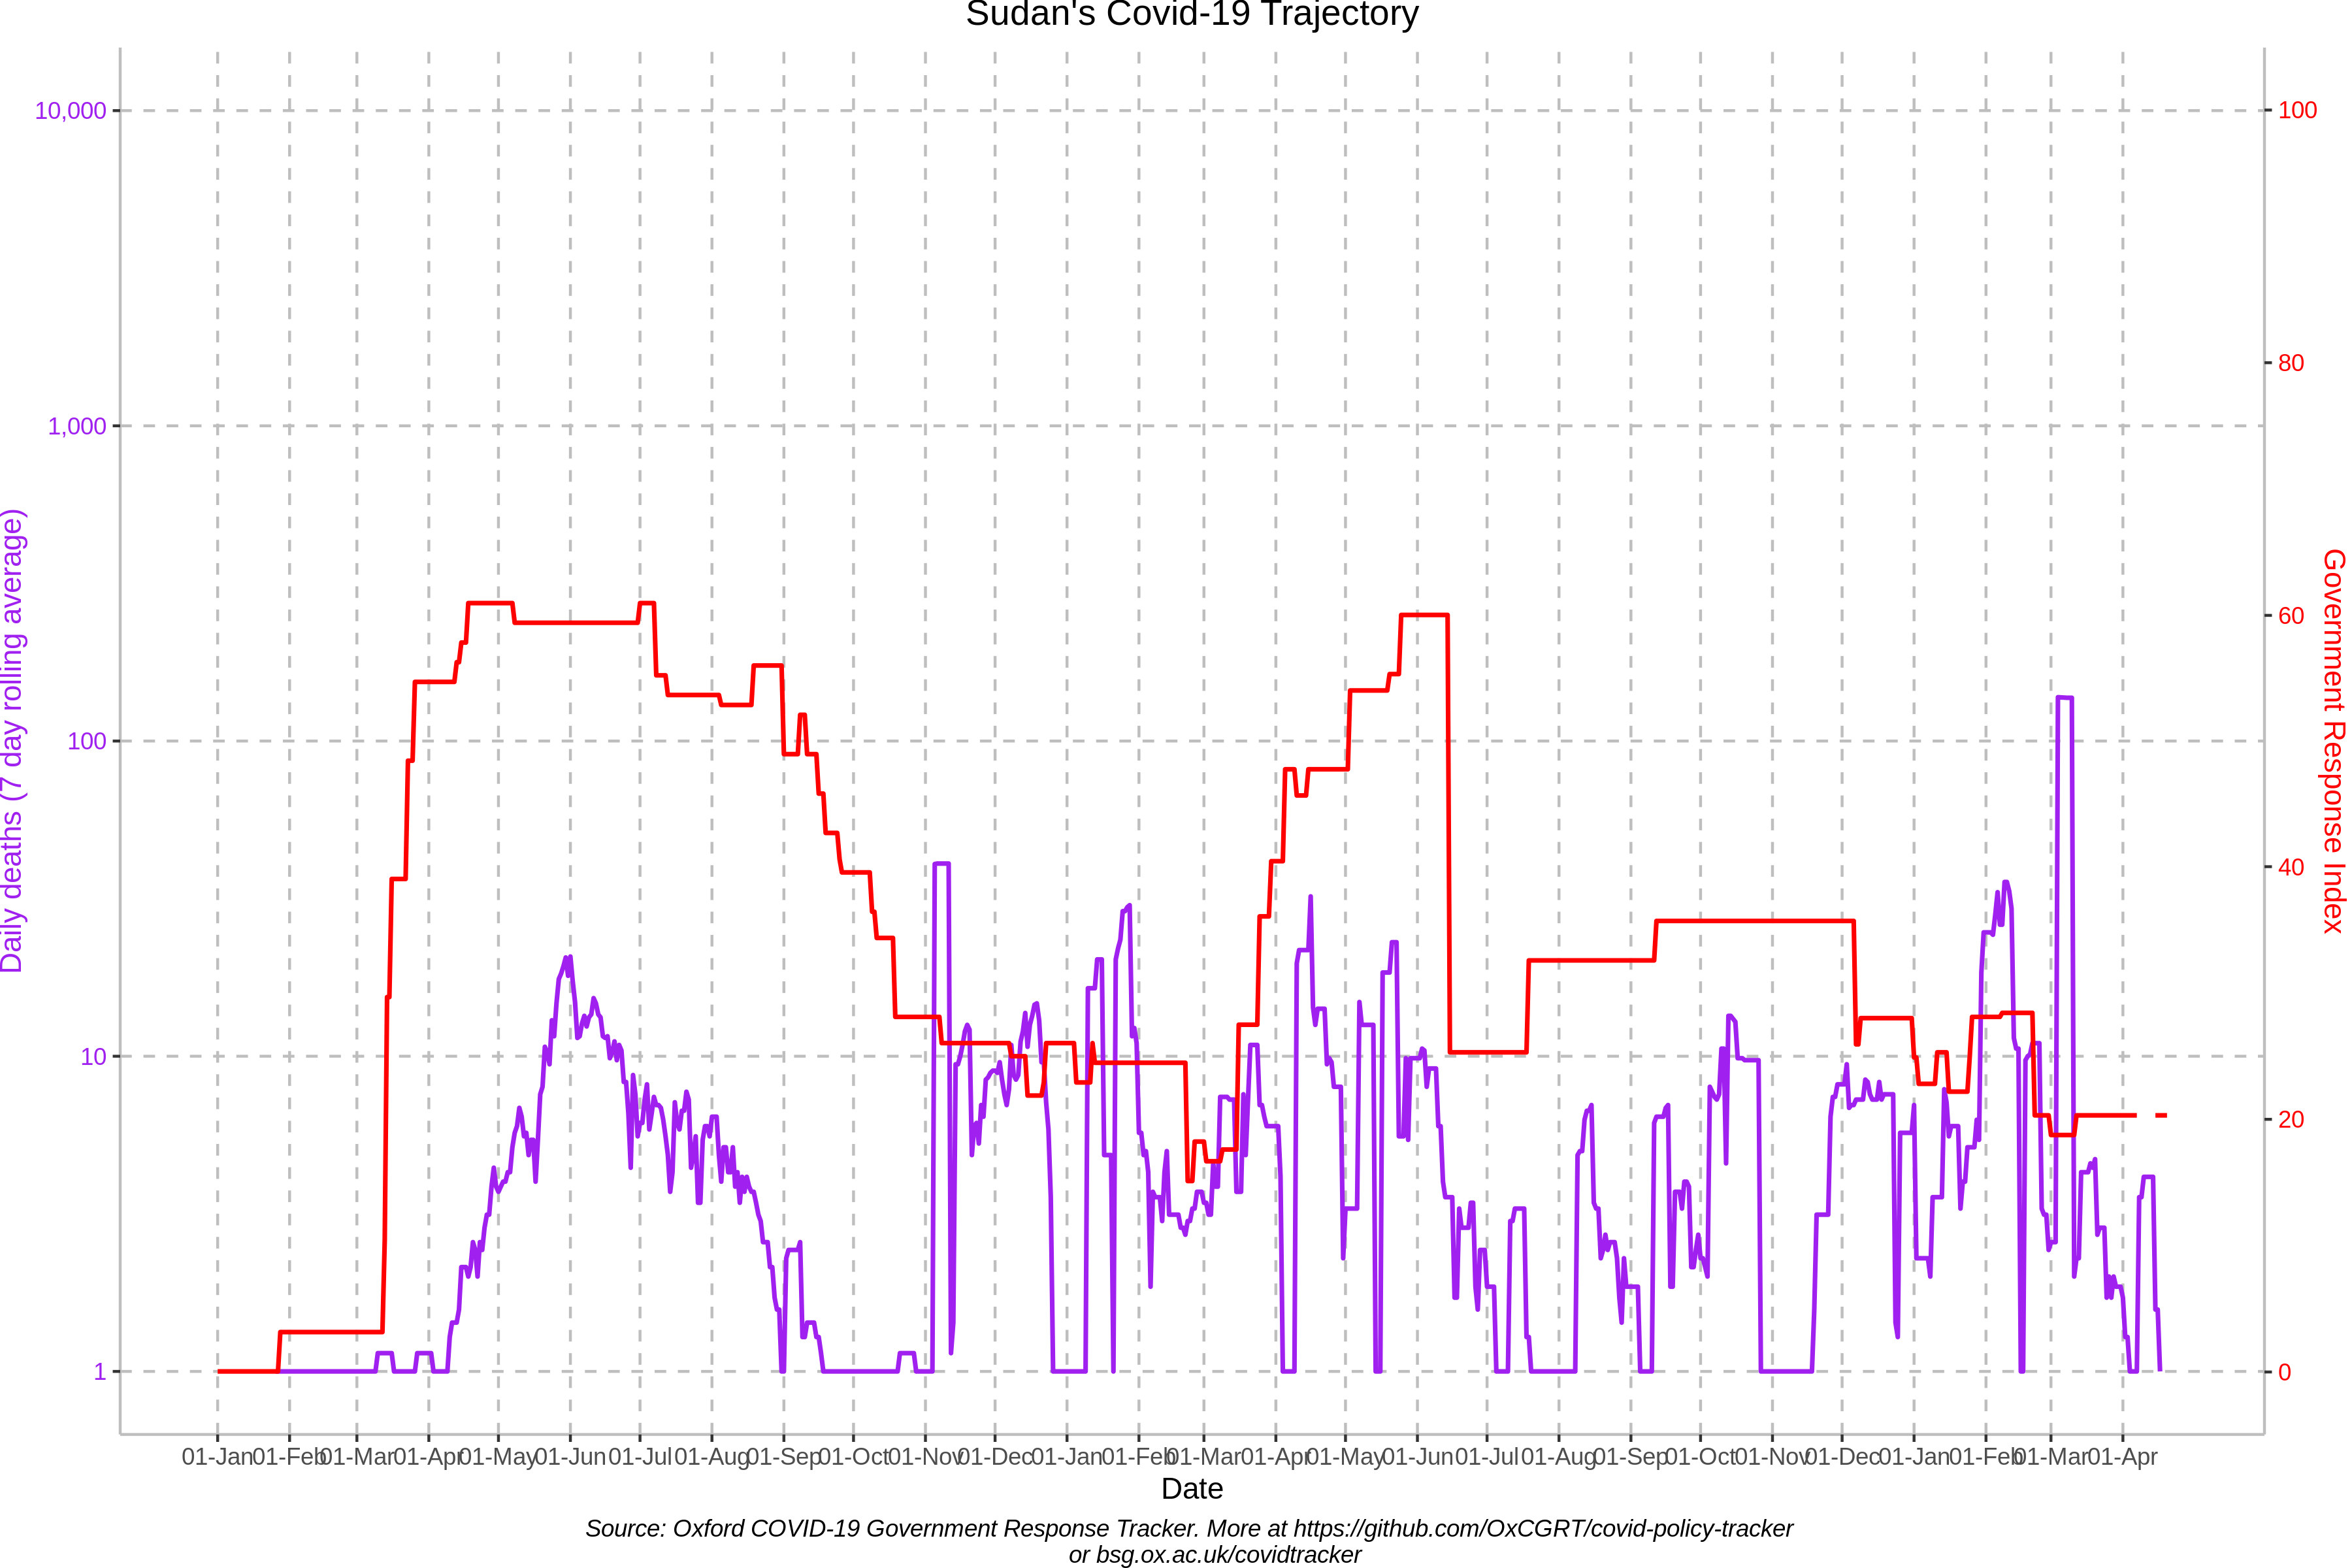 Sudan's Covid-19 Trajectory
10,000
1,000
100
10
1
Daily deaths (7 day rolling average)
100
80
60
40
20
0
Government Response Index
01-Jan 01-Feb 01-Mar 01-Apr 01-May 01-Jun 01-Jul 01-Aug 01-Sep 01-Oct 01-Nov 01-Dec 01-Jan 01-Feb 01-Mar 01-Apr 01-May 01-Jun 01-Jul 01-Aug 01-Sep 01-Oct 01-Nov 01-Dec 01-Jan 01-Feb 01-Mar 01-Apr
Date
Source: Oxford COVID-19 Government Response Tracker. More at https://github.com/OxCGRT/covid-policy-tracker
or bsg.ox.ac.uk/covidtracker